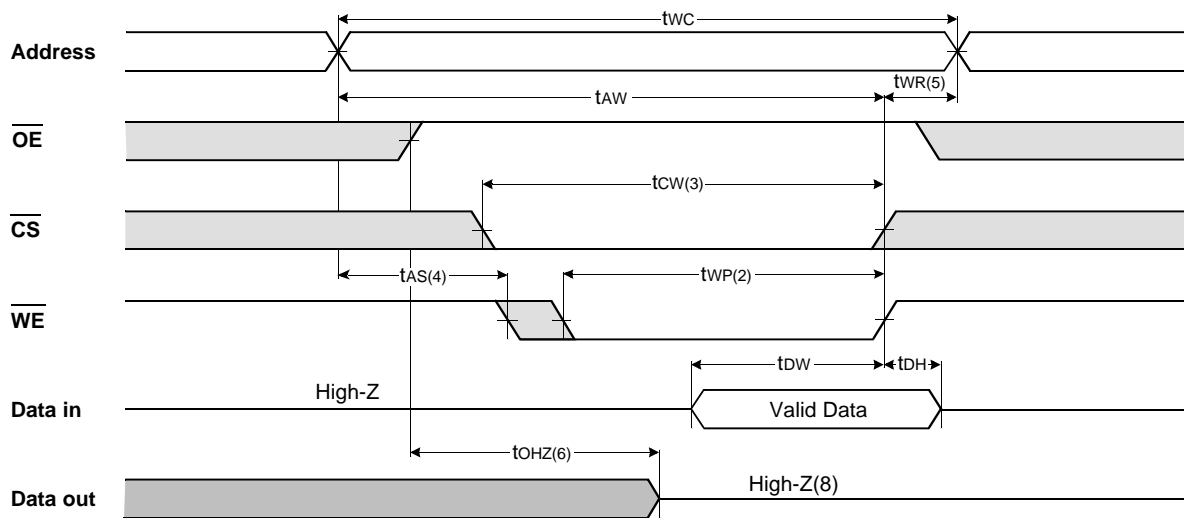 tWC
Address
tAW
tWR(5)
OE
tCW(3)
CS
tAS(4)
tWP(2)
WE
tDW
tDH
High-Z
Data in
Valid Data
tOHZ(6)
High-Z(8)
Data out